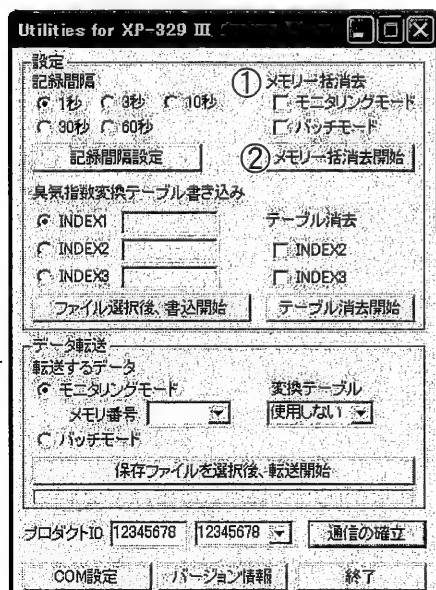 Utilities for XP-329 Ⅲ
設定
記録間隔
① メモリー括消去
1秒 3秒 10秒
モニタリングモード
30秒 60秒
バッチモード
記録間隔設定
② メモリー括消去開始
臭気指数変換テーブル書き込み
INDEX1
テーブル消去
INDEX2
INDEX2
INDEX3
INDEX3
ファイル選択後、書込開始
テーブル消去開始
データ転送
転送するデータ
モニタリングモード
変換テーブル
メモリ番号
使用しない
バッチモード
保存ファイルを選択後、転送開始
プロダクトID 12345678 12345678 通信の確立
COM設定 バージョン情報 終了